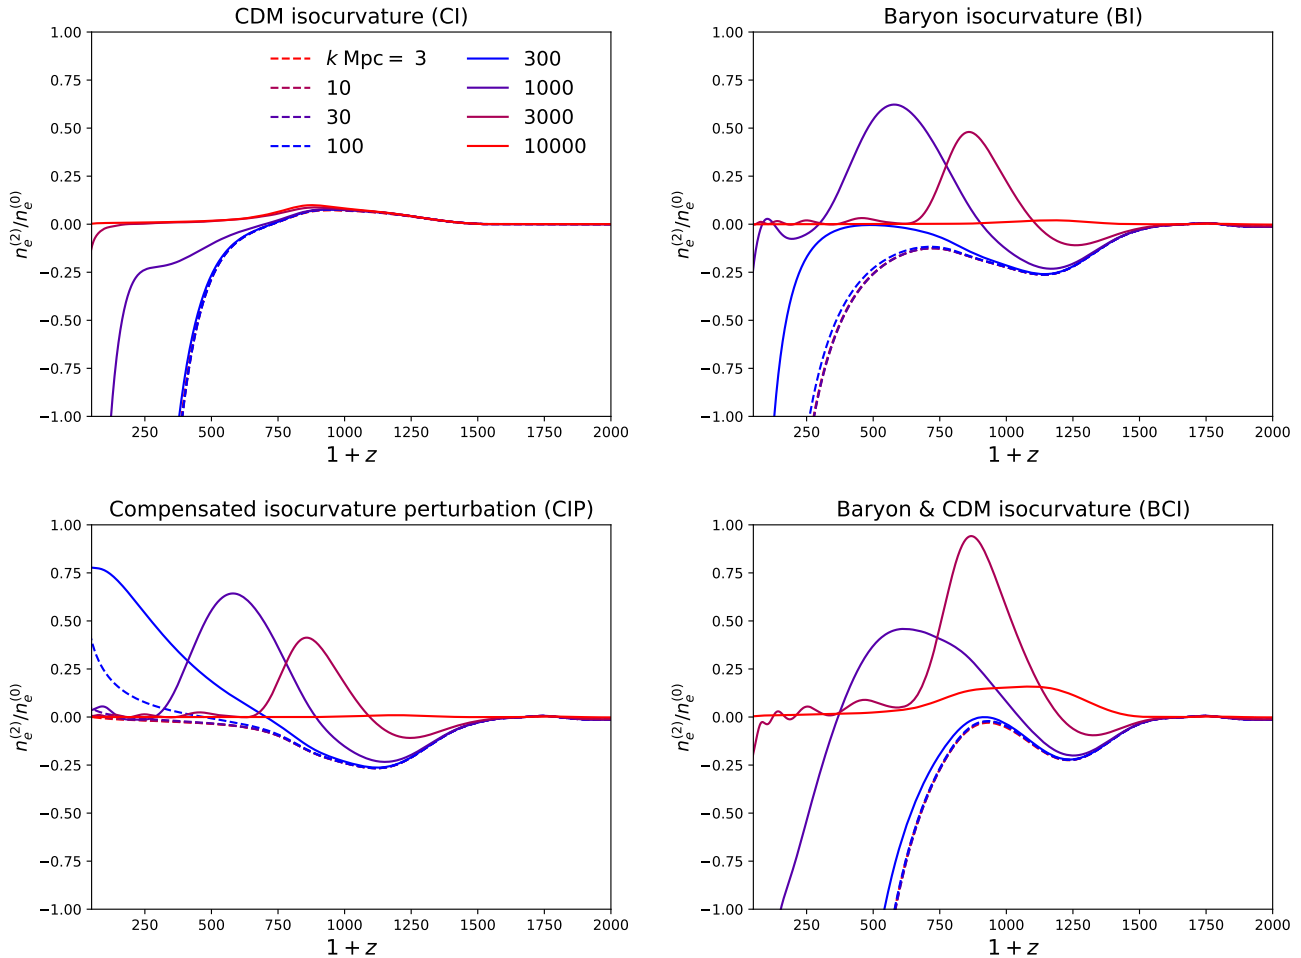 CDM isocurvature (CI)
1.00
0.75
0.50
0.25
0.00
−0.25
−0.50
−0.75
−1.00
n_e^(2)/n_e^(0)
k Mpc = 3
10
30
100
300
1000
3000
10000
250 500 750 1000 1250 1500 1750 2000
1 + z
Baryon isocurvature (BI)
1.00
0.75
0.50
0.25
0.00
−0.25
−0.50
−0.75
−1.00
n_e^(2)/n_e^(0)
250 500 750 1000 1250 1500 1750 2000
1 + z
Compensated isocurvature perturbation (CIP)
1.00
0.75
0.50
0.25
0.00
−0.25
−0.50
−0.75
−1.00
n_e^(2)/n_e^(0)
250 500 750 1000 1250 1500 1750 2000
1 + z
Baryon & CDM isocurvature (BCI)
1.00
0.75
0.50
0.25
0.00
−0.25
−0.50
−0.75
−1.00
n_e^(2)/n_e^(0)
250 500 750 1000 1250 1500 1750 2000
1 + z